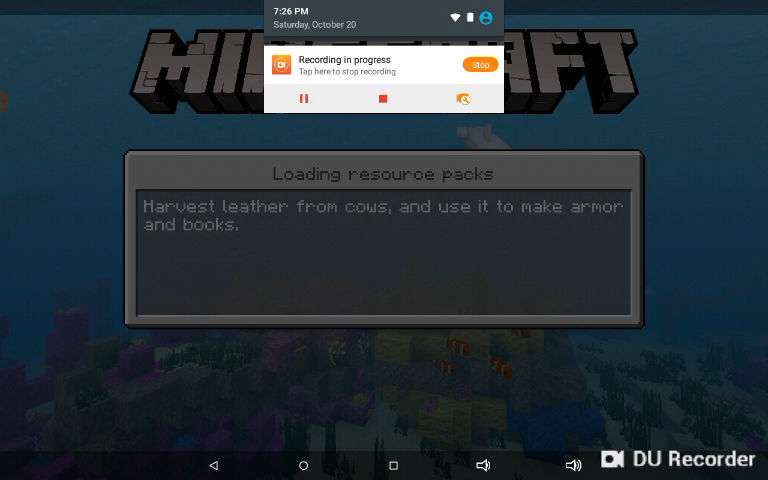 7:26 PM
Saturday, October 20
MINECRAFT
Recording in progress
Tap here to stop recording.
Stop
Loading resource packs
Harvest leather from cows, and use it to make armor
and books.
DU Recorder